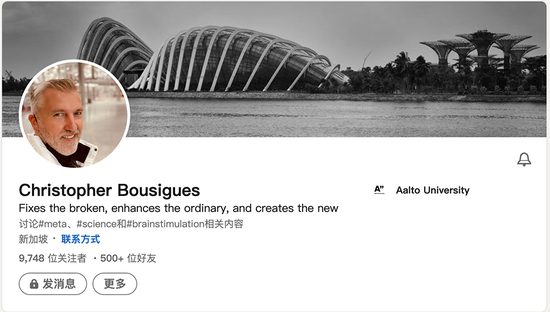 Christopher Bousigues
A"
Aalto University
Fixes the broken, enhances the ordinary, and creates the new
讨论#meta、#science和#brainstimulation相关内容
新加坡 · 联系方式
9,748 位关注者 · 500+ 位好友
发消息
更多